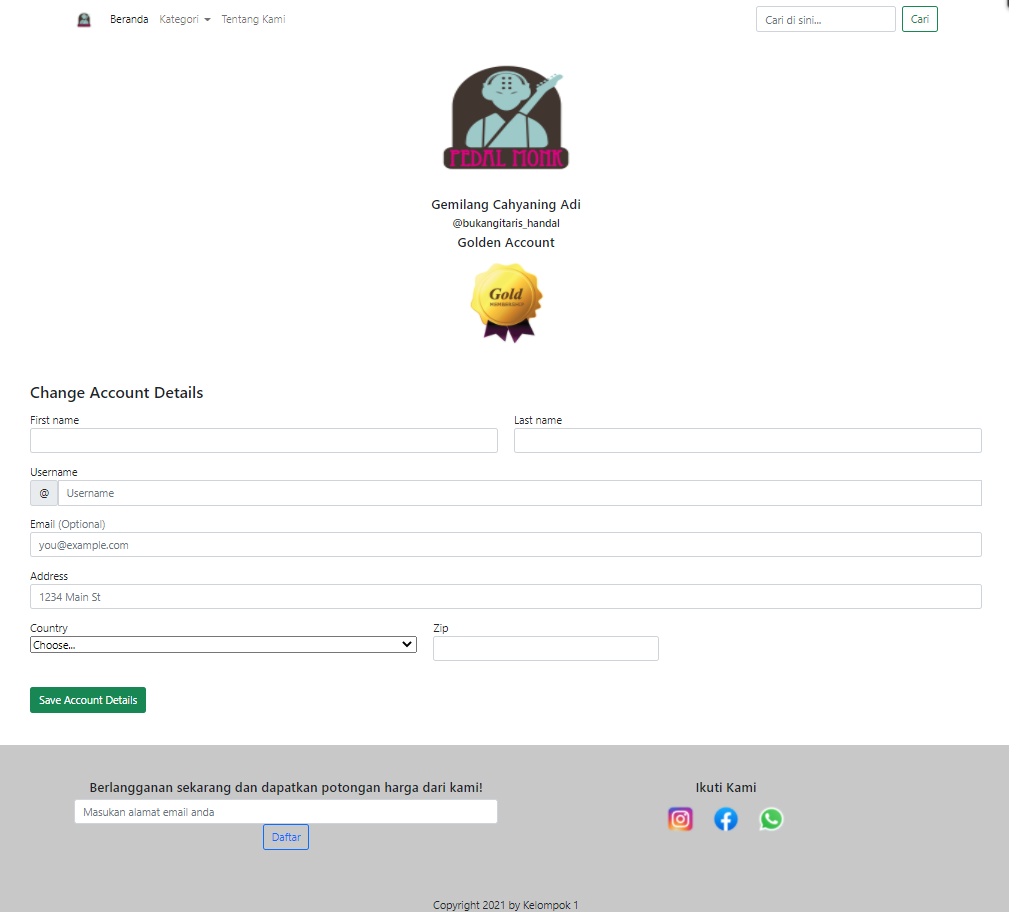 Beranda Kategori Tentang Kami Cari di sini... Cari
PEDAL MONK
Gemilang Cahyaning Adi
@bukangitaris_handal
Golden Account
Gold
MEMBERSHIP
Change Account Details
First name Last name
Username
@ Username
Email (Optional)
you@example.com
Address
1234 Main St
Country Zip
Choose...
Save Account Details
Berlangganan sekarang dan dapatkan potongan harga dari kami! Ikuti Kami
Masukan alamat email anda
Daftar
Copyright 2021 by Kelompok 1